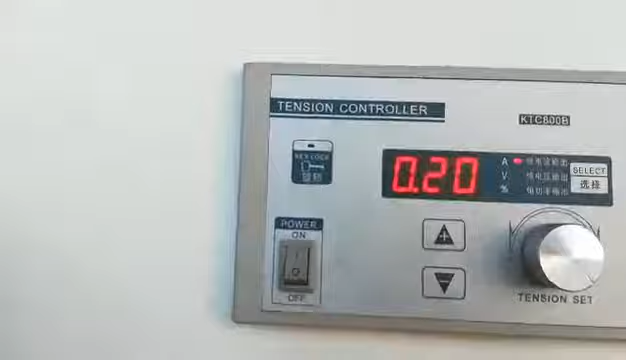 TENSION CONTROLLER
KTC800B
KEY LOCK
0.20
A
V
%
SELECT
选择
POWER
ON
OFF
TENSION SET